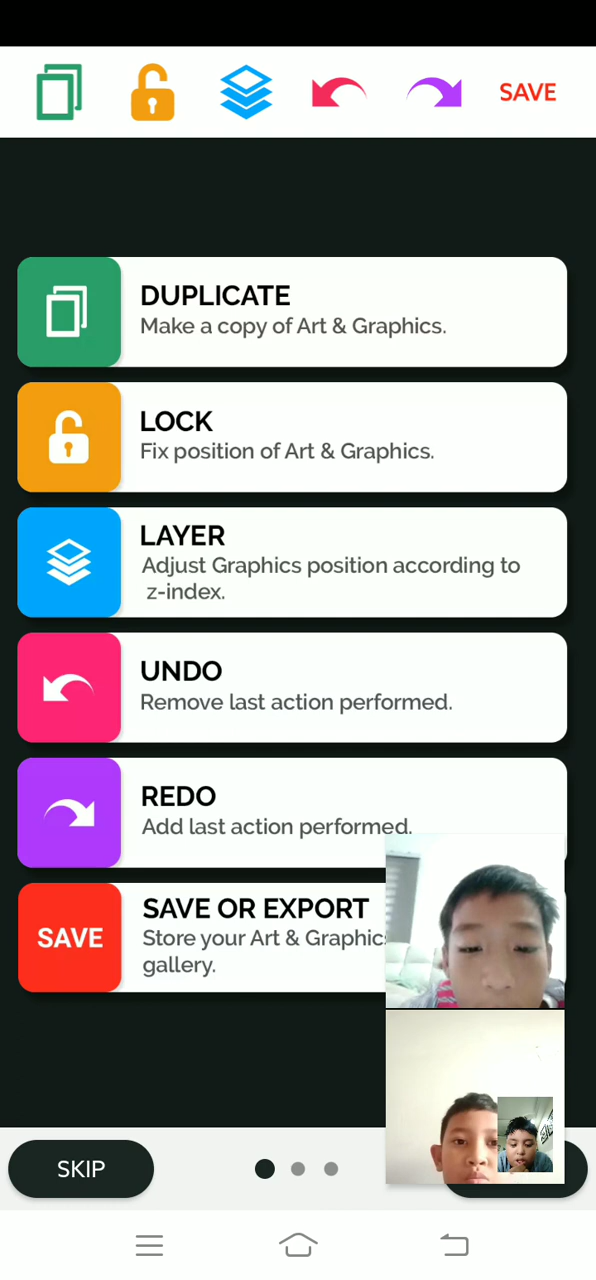 SAVE
DUPLICATE
Make a copy of Art & Graphics.
LOCK
Fix position of Art & Graphics.
LAYER
Adjust Graphics position according to
z-index.
UNDO
Remove last action performed.
REDO
Add last action performed.
SAVE
SAVE OR EXPORT
Store your Art & Graphics
gallery.
SKIP